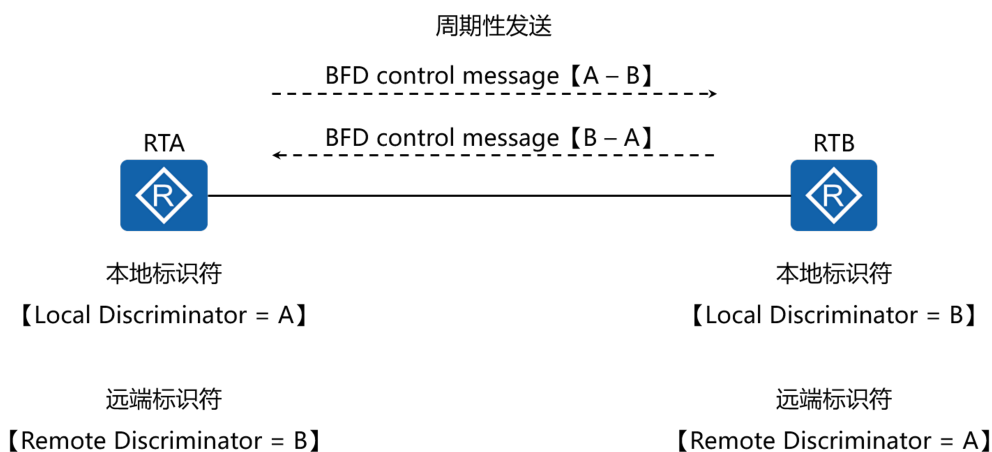 周期性发送
BFD control message【A – B】
BFD control message【B – A】
RTA
RTB
R
R
本地标识符
【Local Discriminator = A】
本地标识符
【Local Discriminator = B】
远端标识符
【Remote Discriminator = B】
远端标识符
【Remote Discriminator = A】